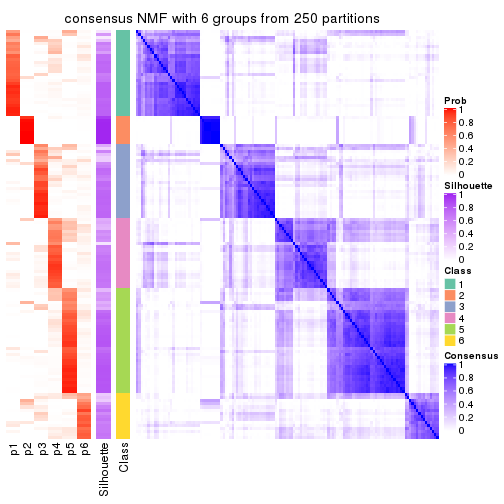 consensus NMF with 6 groups from 250 partitions
Prob
1
0.8
0.6
0.4
0.2
0
Silhouette
1
0.8
0.6
0.4
0.2
0
Class
1
2
3
4
5
6
Consensus
1
0.8
0.6
0.4
0.2
0
p1
p2
p3
p4
p5
p6
Silhouette
Class